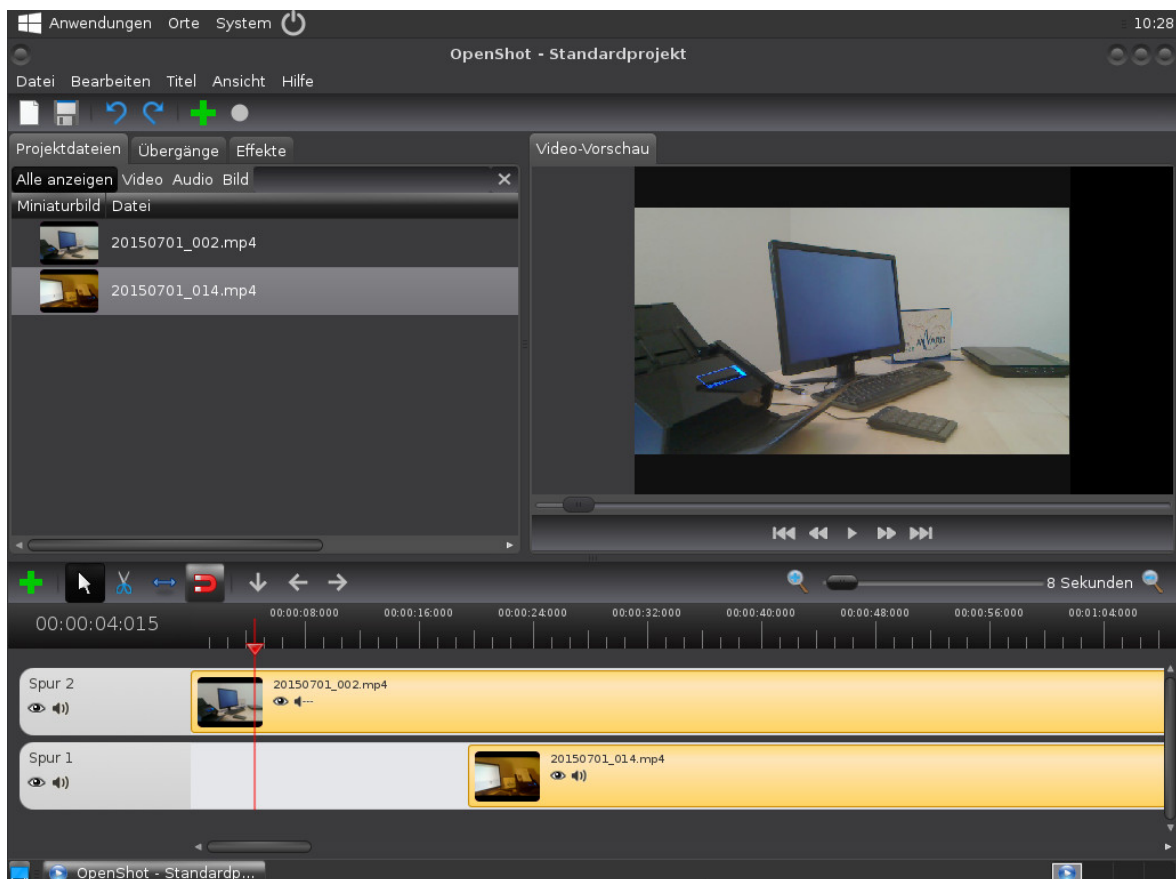 Anwendungen Orte System 10:28
OpenShot - Standardprojekt
Datei Bearbeiten Titel Ansicht Hilfe
Projektdateien Übergänge Effekte
Video-Vorschau
Alle anzeigen Video Audio Bild
Miniaturbild Datei
20150701_002.mp4
20150701_014.mp4
8 Sekunden
00:00:04:015
00:00:08:000 00:00:16:000 00:00:24:000 00:00:32:000 00:00:40:000 00:00:48:000 00:00:56:000 00:01:04:000
Spur 2
20150701_002.mp4
Spur 1
20150701_014.mp4
OpenShot - Standardp...